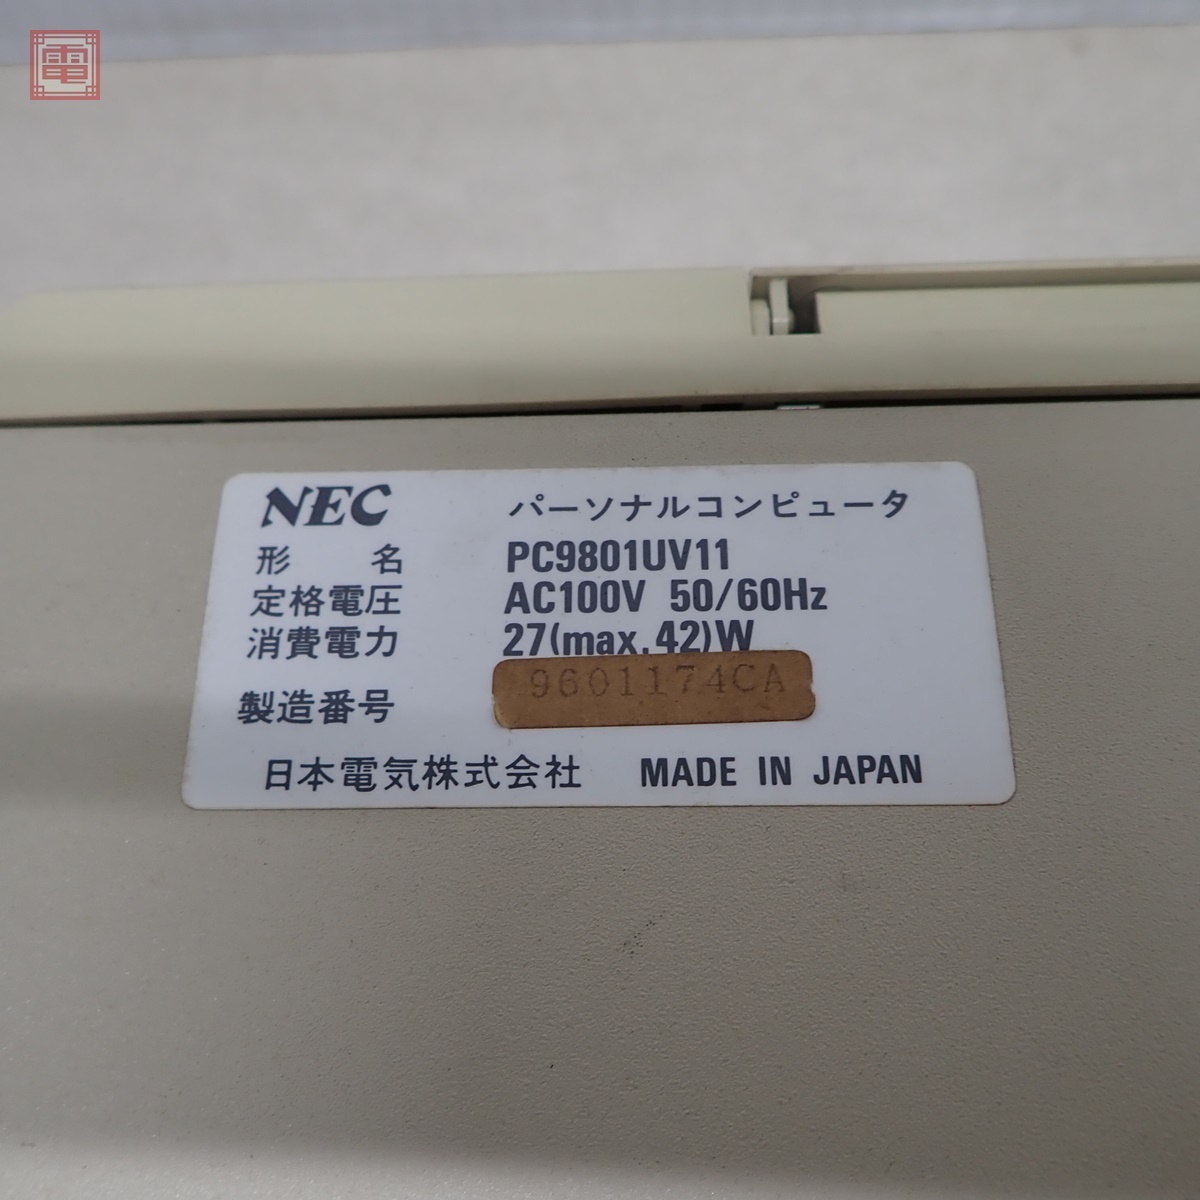 電
NEC パーソナルコンピュータ
形 名 PC9801UV11
定格電圧 AC100V 50/60Hz
消費電力 27(max.42)W
製造番号 9601174CA
日本電気株式会社 MADE IN JAPAN